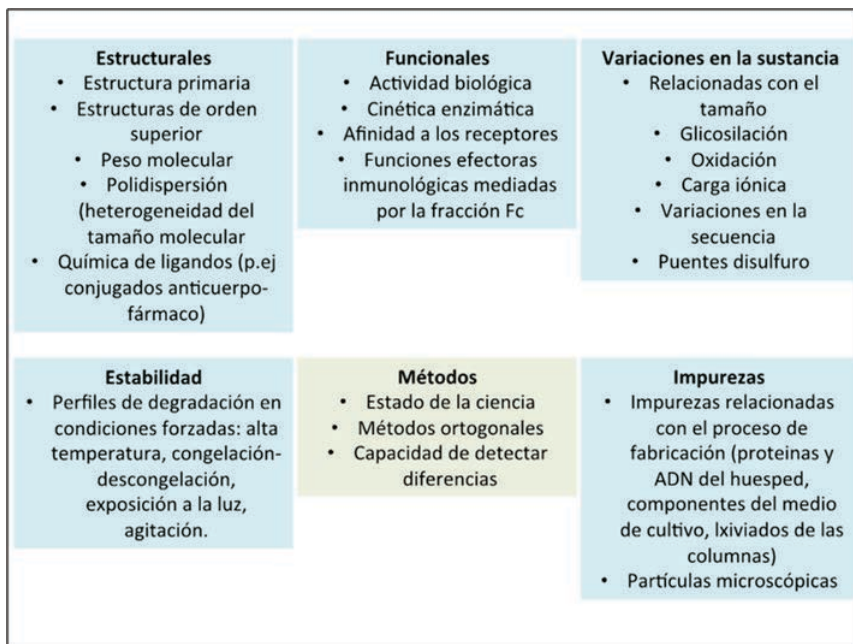 Estructurales
• Estructura primaria
• Estructuras de orden
superior
• Peso molecular
• Polidispersión
(heterogeneidad del
tamaño molecular
• Química de ligandos (p.ej
conjugados anticuerpo-
fármaco)
Funcionales
• Actividad biológica
• Cinética enzimática
• Afinidad a los receptores
• Funciones efectoras
inmunológicas mediadas
por la fracción Fc
Variaciones en la sustancia
• Relacionadas con el
tamaño
• Glicosilación
• Oxidación
• Carga iónica
• Variaciones en la
secuencia
• Puentes disulfuro
Estabilidad
• Perfiles de degradación en
condiciones forzadas: alta
temperatura, congelación-
descongelación,
exposición a la luz,
agitación.
Métodos
• Estado de la ciencia
• Métodos ortogonales
• Capacidad de detectar
diferencias
Impurezas
• Impurezas relacionadas
con el proceso de
fabricación (proteinas y
ADN del huesped,
componentes del medio
de cultivo, lxiviados de las
columnas)
• Partículas microscópicas